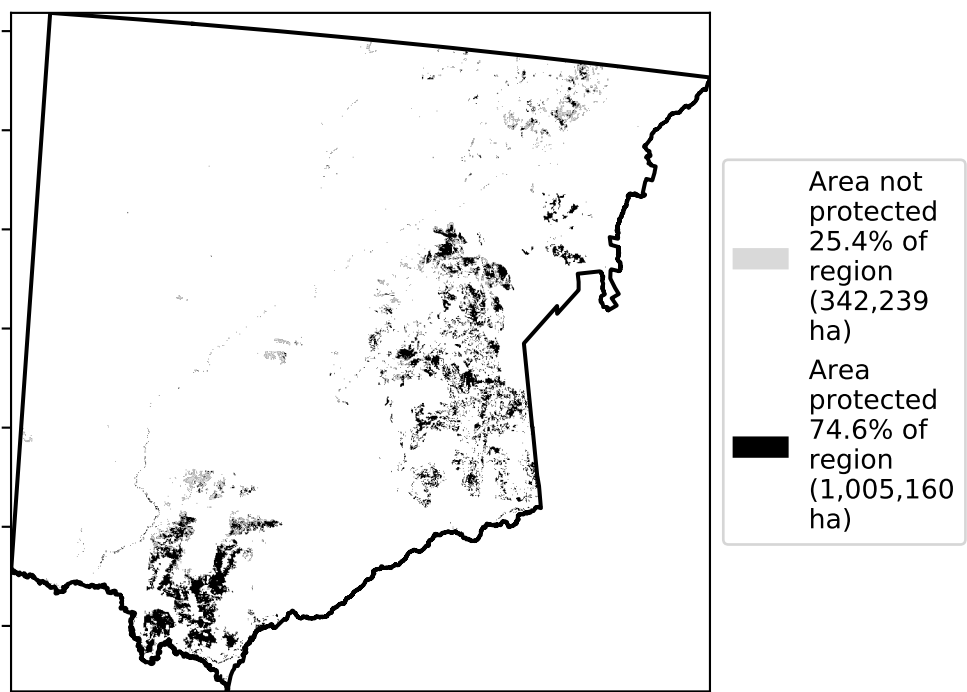 Area not
protected
25.4% of
region
(342,239
ha)
Area
protected
74.6% of
region
(1,005,160
ha)